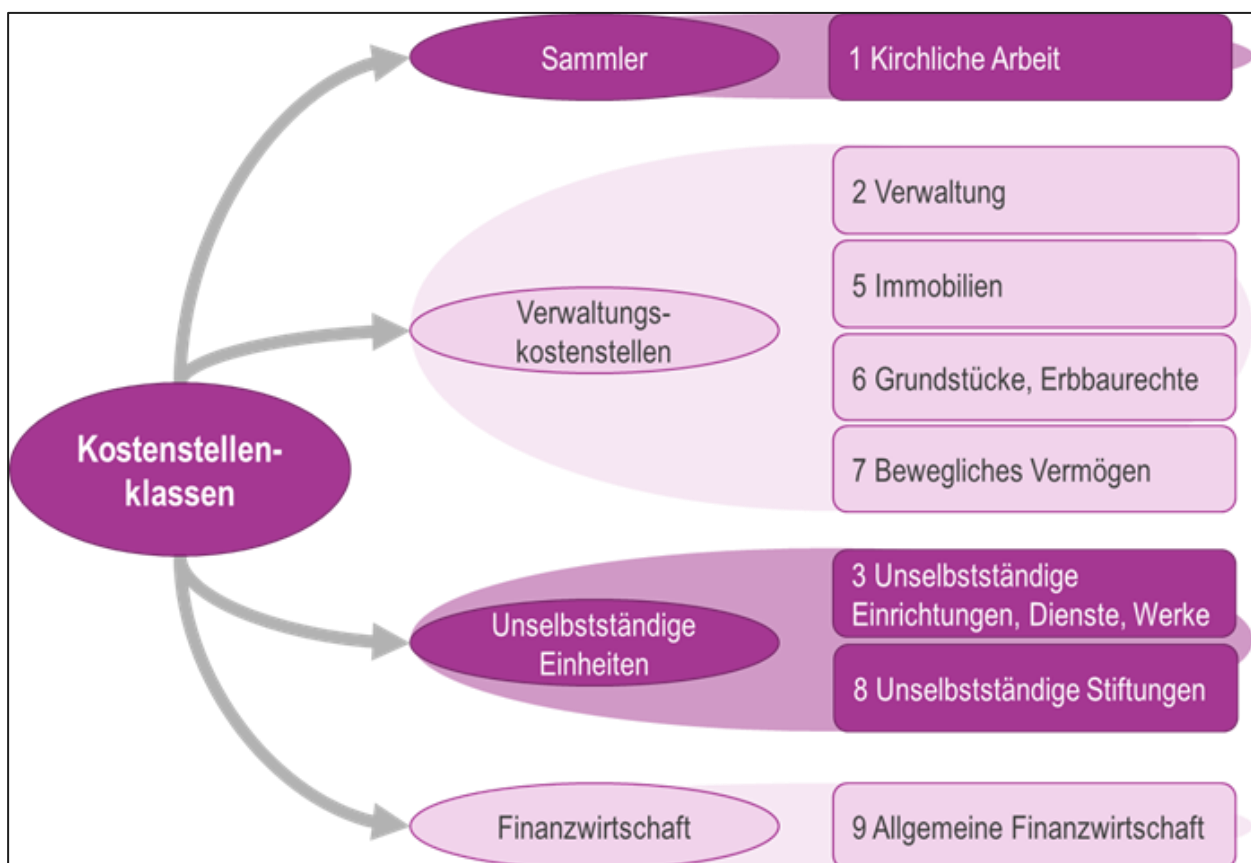 Sammler
1 Kirchliche Arbeit
2 Verwaltung
5 Immobilien
Verwaltungs-
kostenstellen
6 Grundstücke, Erbbaurechte
7 Bewegliches Vermögen
Kostenstellen-
klassen
3 Unselbstständige
Einrichtungen, Dienste, Werke
Unselbstständige
Einheiten
8 Unselbstständige Stiftungen
Finanzwirtschaft
9 Allgemeine Finanzwirtschaft